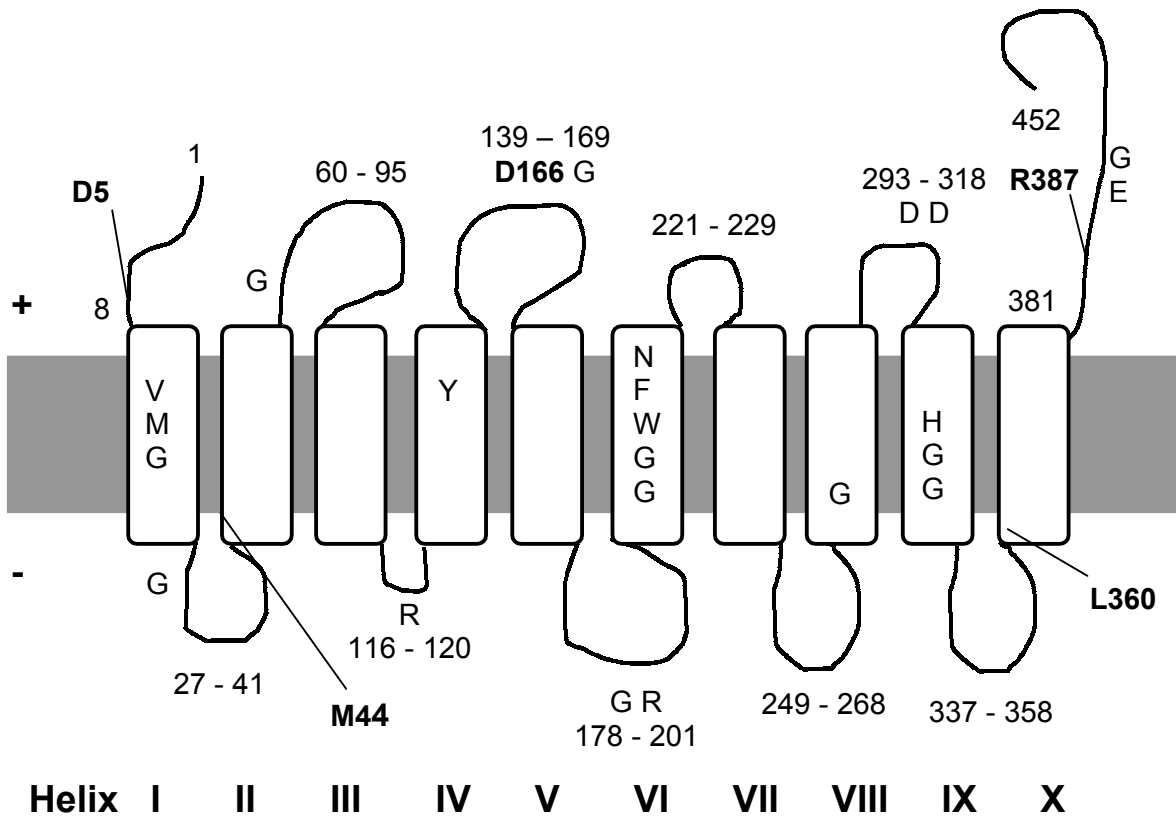 1
D5
8
+
-
G
60 - 95
139 – 169
D166 G
221 - 229
293 - 318
D D
452
R387
G
E
381
V
M
G
Y
N
F
W
G
G
G
H
G
G
G
27 - 41
M44
R
116 - 120
G R
178 - 201
249 - 268
337 - 358
L360
Helix I II III IV V VI VII VIII IX X